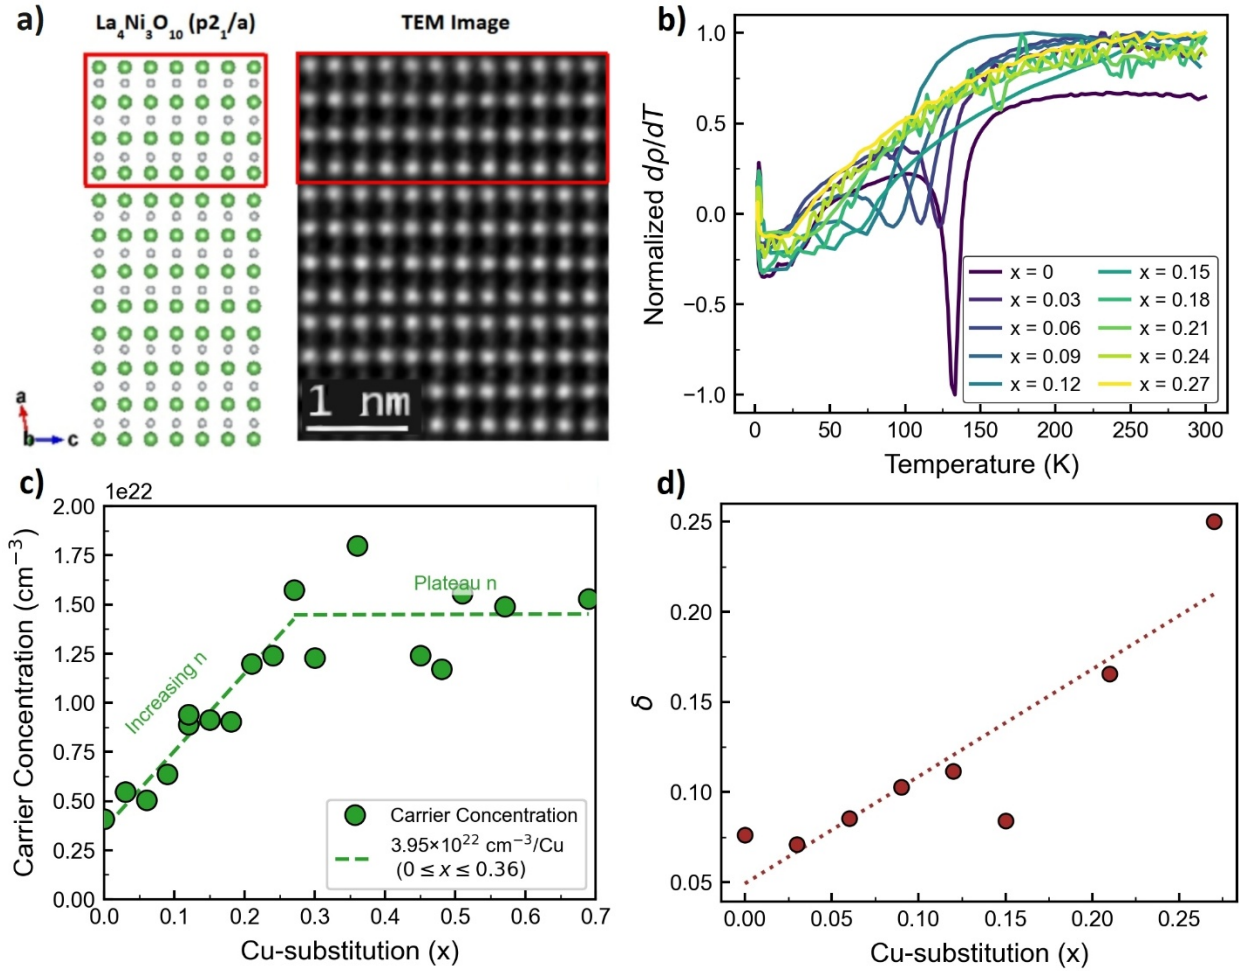 a)
La₄Ni₃O₁₀ (p2₁/a)
TEM Image
a
b
c
1 nm
b)
Normalized dρ/dT
1.0
0.5
0.0
−0.5
−1.0
x = 0
x = 0.03
x = 0.06
x = 0.09
x = 0.12
x = 0.15
x = 0.18
x = 0.21
x = 0.24
x = 0.27
0 50 100 150 200 250 300
Temperature (K)
c)
1e22
Carrier Concentration (cm⁻³)
2.00
1.75
1.50
1.25
1.00
0.75
0.50
0.25
0.00
Increasing n
Plateau n
Carrier Concentration
3.95×10²² cm⁻³/Cu
(0 ≤ x ≤ 0.36)
0.0 0.1 0.2 0.3 0.4 0.5 0.6 0.7
Cu-substitution (x)
d)
δ
0.25
0.20
0.15
0.10
0.05
0.00 0.05 0.10 0.15 0.20 0.25
Cu-substitution (x)